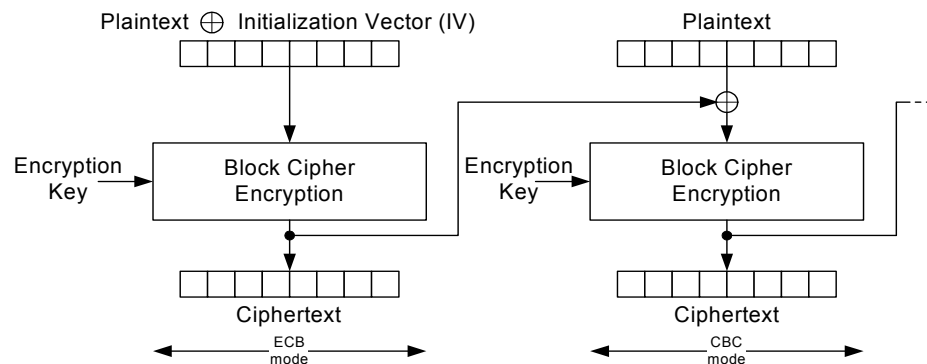 Plaintext ⊕ Initialization Vector (IV)
Plaintext
Encryption
Key
Block Cipher
Encryption
Encryption
Key
Block Cipher
Encryption
Ciphertext
Ciphertext
ECB
mode
CBC
mode